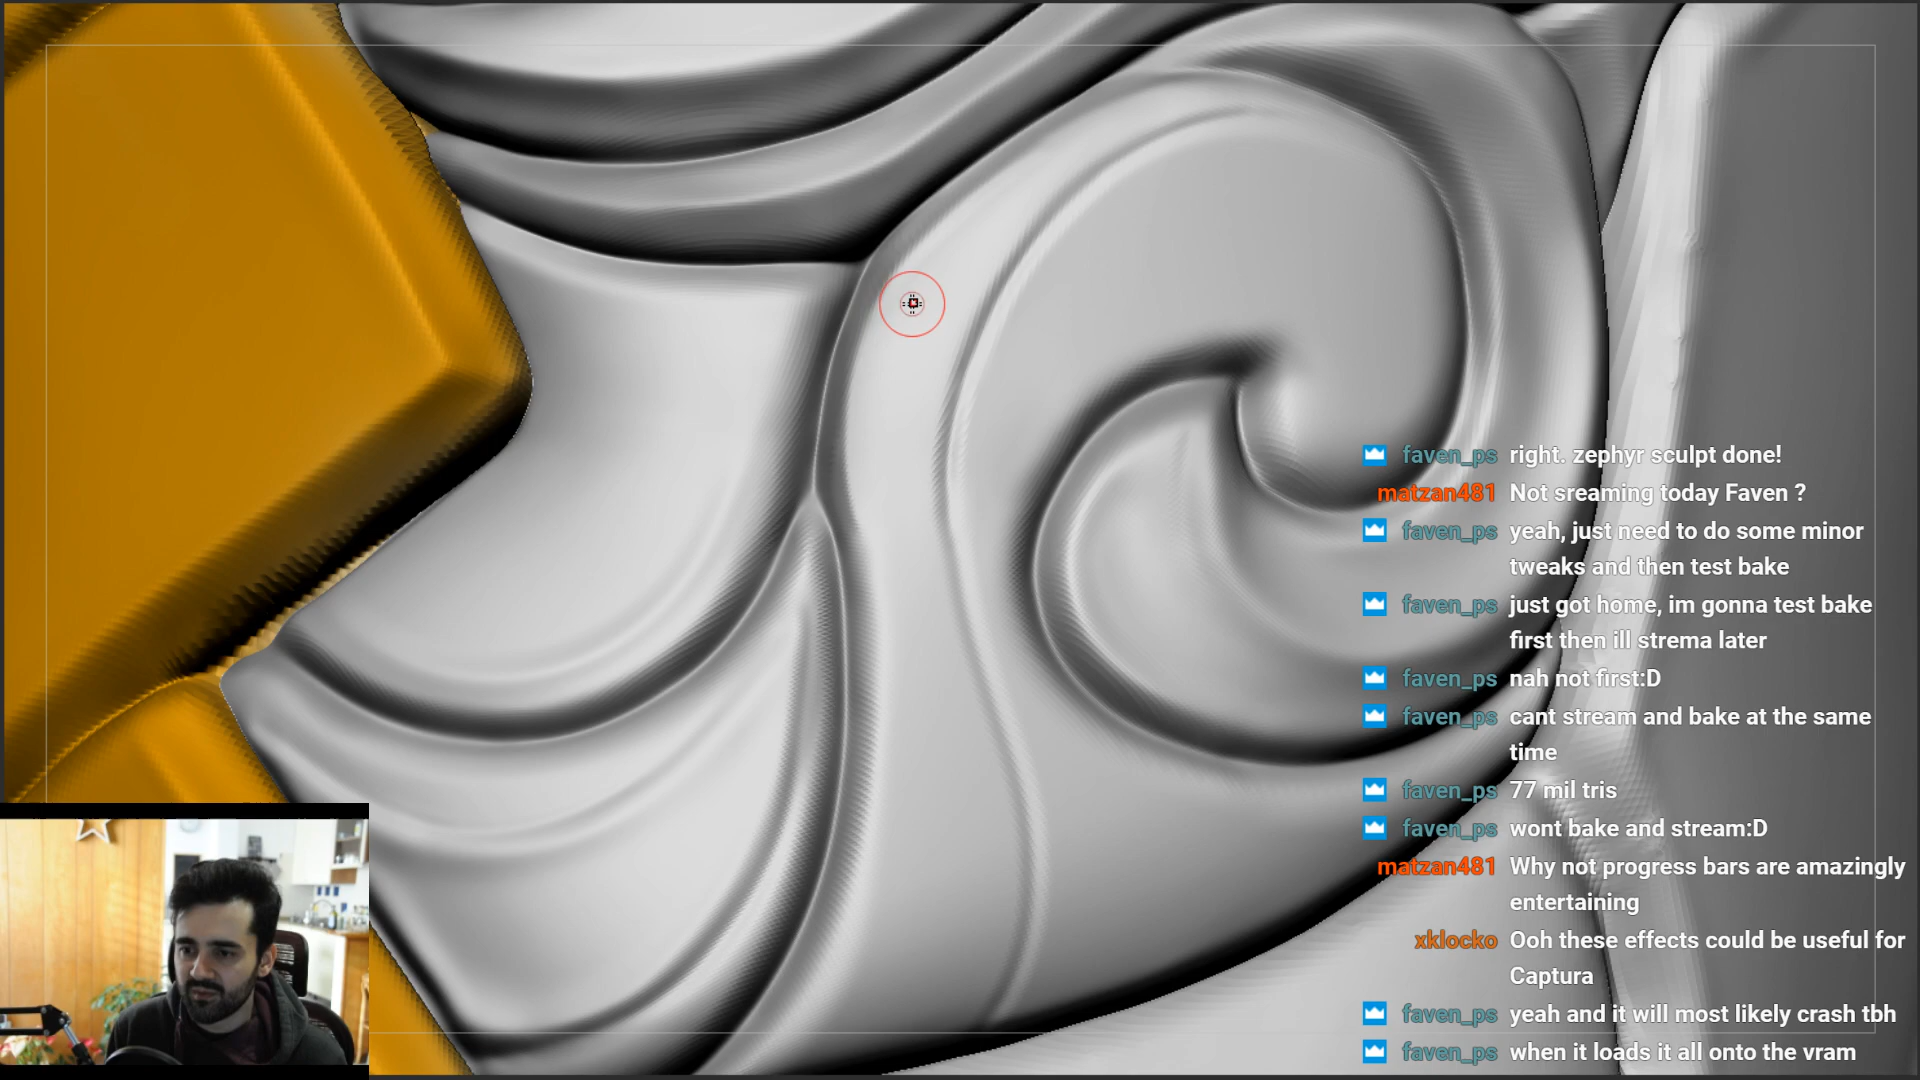 faven_ps right. zephyr sculpt done!
matzan481 Not sreaming today Faven ?
faven_ps yeah, just need to do some minor
tweaks and then test bake
faven_ps just got home, im gonna test bake
first then ill strema later
faven_ps nah not first:D
faven_ps cant stream and bake at the same
time
faven_ps 77 mil tris
faven_ps wont bake and stream:D
matzan481 Why not progress bars are amazingly
entertaining
xklocko Ooh these effects could be useful for
Captura
faven_ps yeah and it will most likely crash tbh
faven_ps when it loads it all onto the vram